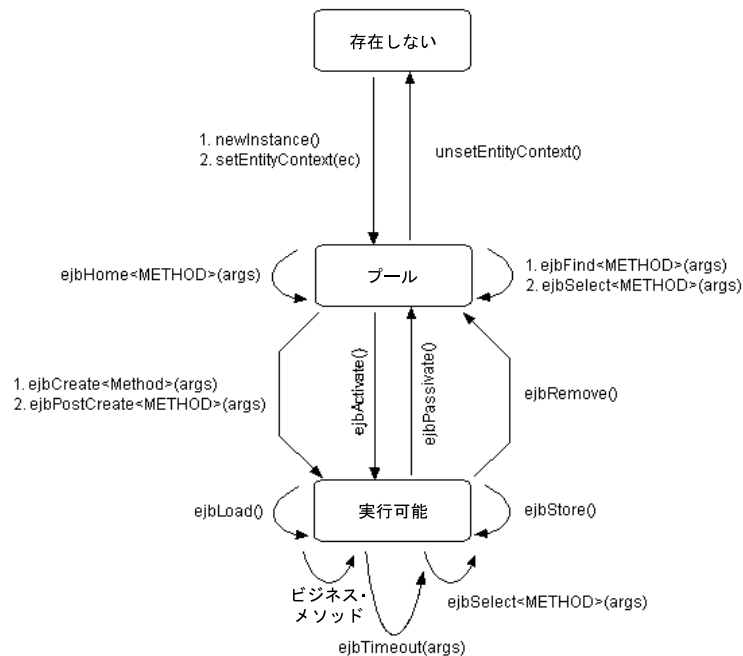 存在しない
1. newInstance()
2. setEntityContext(ec)
unsetEntityContext()
ejbHome<METHOD>(args)
プール
1. ejbFind<METHOD>(args)
2. ejbSelect<METHOD>(args)
1. ejbCreate<Method>(args)
2. ejbPostCreate<METHOD>(args)
ejbActivate()
ejbPassivate()
ejbRemove()
ejbLoad()
実行可能
ejbStore()
ビジネス・
メソッド
ejbSelect<METHOD>(args)
ejbTimeout(args)